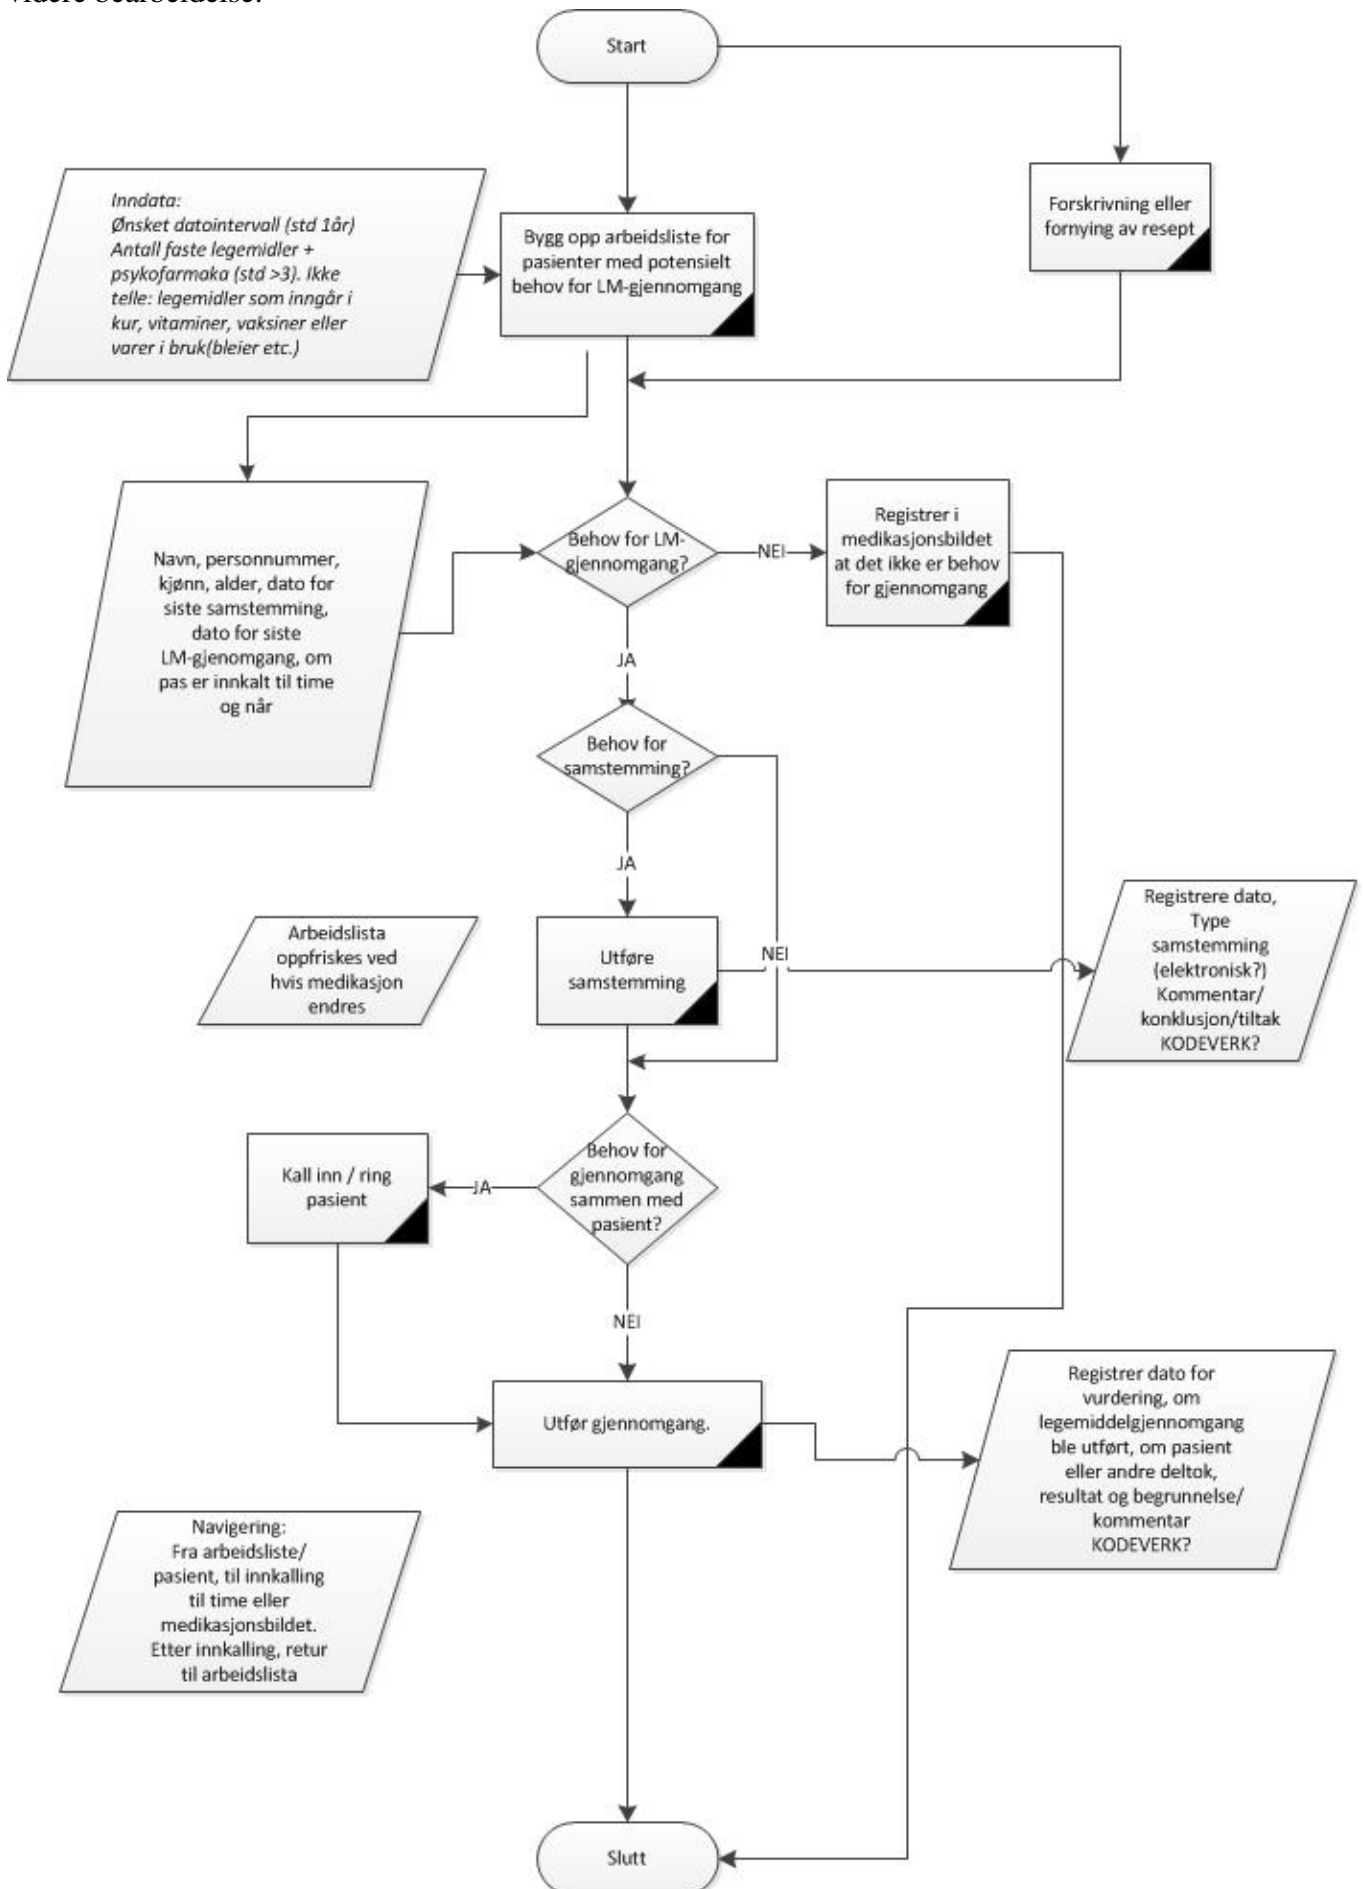 videre bearbeidelse.
Start
Forskrivning eller
fornying av resept
Inndata:
Ønsket datointervall (std 1år)
Antall faste legemidler +
psykofarmaka (std >3). Ikke
telle: legemidler som inngår i
kur, vitaminer, vaksiner eller
varer i bruk(bleier etc.)
Bygg opp arbeidsliste for
pasienter med potensielt
behov for LM-gjennomgang
Navn, personnummer,
kjønn, alder, dato for
siste samstemming,
dato for siste
LM-gjenomgang, om
pas er innkalt til time
og når
Behov for LM-
gjennomgang?
NEI
Registrer i
medikasjonsbildet
at det ikke er behov
for gjennomgang
JA
Behov for
samstemming?
JA
NEI
Arbeidslista
oppfriskes ved
hvis medikasjon
endres
Utføre
samstemming
Registrere dato,
Type
samstemming
(elektronisk?)
Kommentar/
konklusjon/tiltak
KODEVERK?
Behov for
gjennomgang
sammen med
pasient?
JA
Kall inn / ring
pasient
NEI
Utfør gjennomgang.
Registrer dato for
vurdering, om
legemiddelgjennomgang
ble utført, om pasient
eller andre deltok,
resultat og begrunnelse/
kommentar
KODEVERK?
Navigering:
Fra arbeidsliste/
pasient, til innkalling
til time eller
medikasjonsbildet.
Etter innkalling, retur
til arbeidslista
Slutt